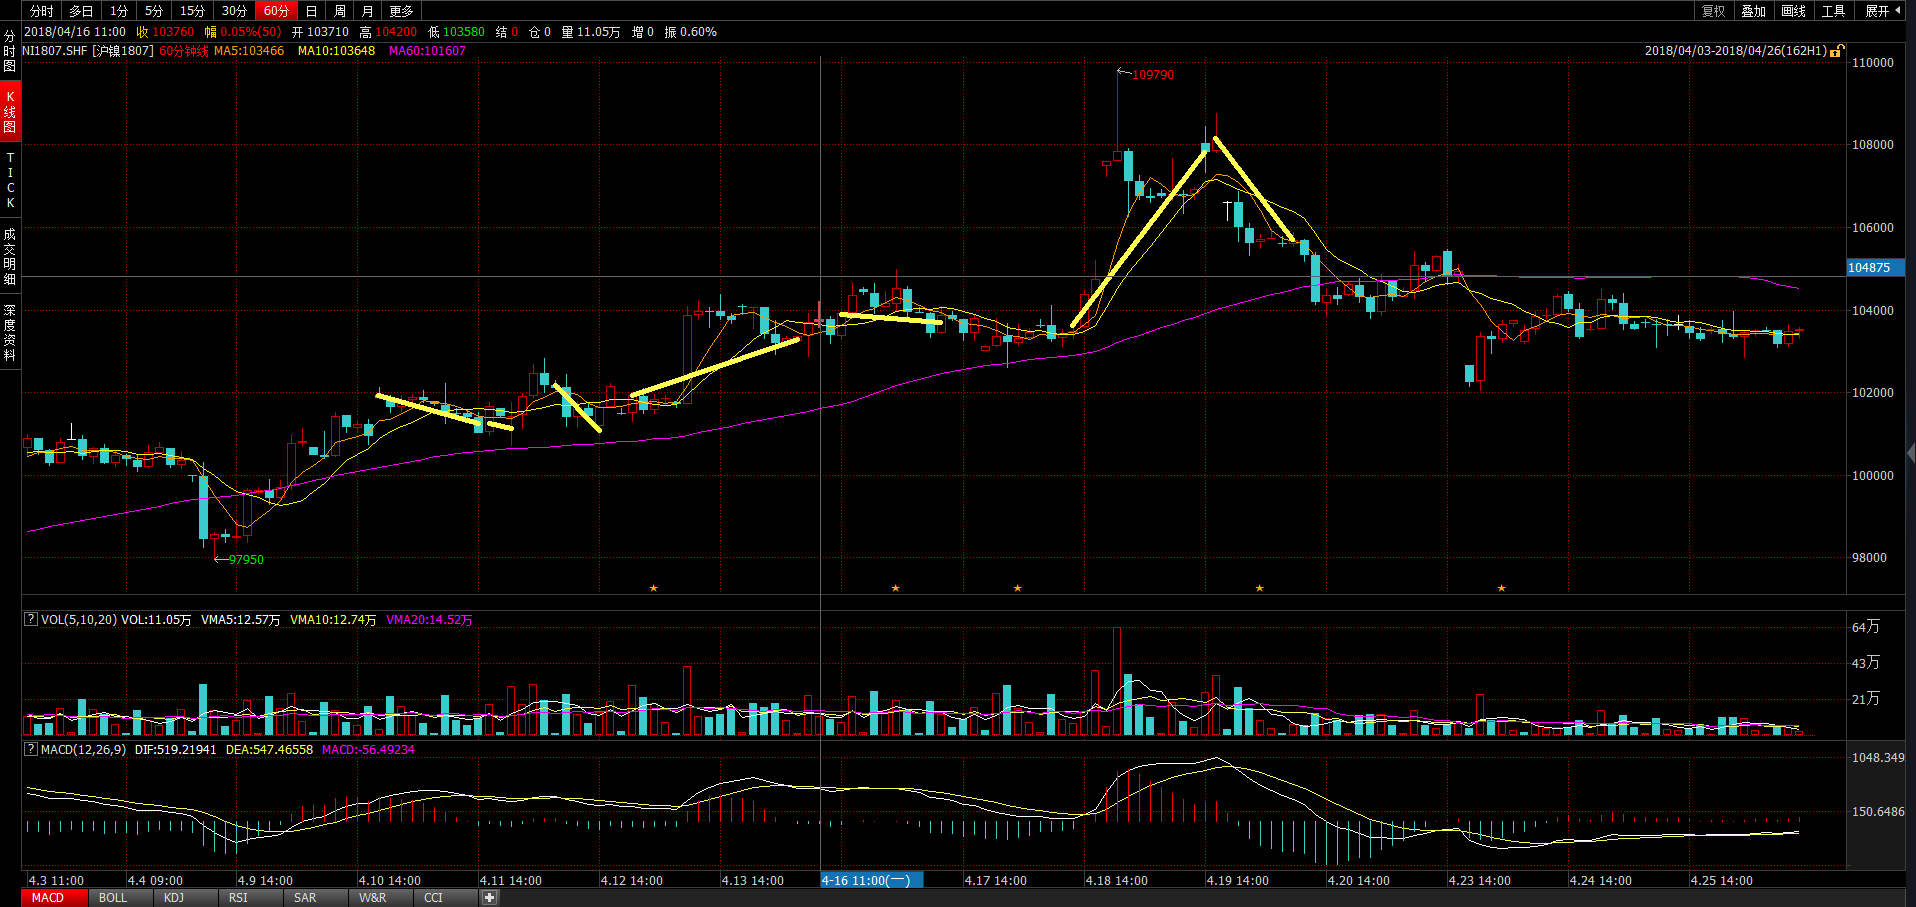 分时 多日 1分 5分 15分 30分 60分 日 周 月 更多 复权 叠加 画线 工具 展开
2018/04/16 11:00 收 103760 幅 0.05%(50) 开 103710 高 104200 低 103580 结 0 仓 0 量 11.05万 增 0 振 0.60%
NI1807.SHF [沪镍1807] 60分钟线 MA5:103466 MA10:103648 MA60:101607 2018/04/03-2018/04/26(162H1)
分时图
K线图
TICK
成交明细
深度资料
110000
109790
108000
106000
104875
104000
102000
100000
98000
97950
? VOL(5,10,20) VOL:11.05万 VMA5:12.57万 VMA10:12.74万 VMA20:14.52万
64万
43万
21万
? MACD(12,26,9) DIF:519.21941 DEA:547.46558 MACD:-56.49234
1048.349
150.6486
4.3 11:00 4.4 09:00 4.9 14:00 4.10 14:00 4.11 14:00 4.12 14:00 4.13 14:00 4-16 11:00(一) 4.17 14:00 4.18 14:00 4.19 14:00 4.20 14:00 4.23 14:00 4.24 14:00 4.25 14:00
MACD BOLL KDJ RSI SAR W&R CCI